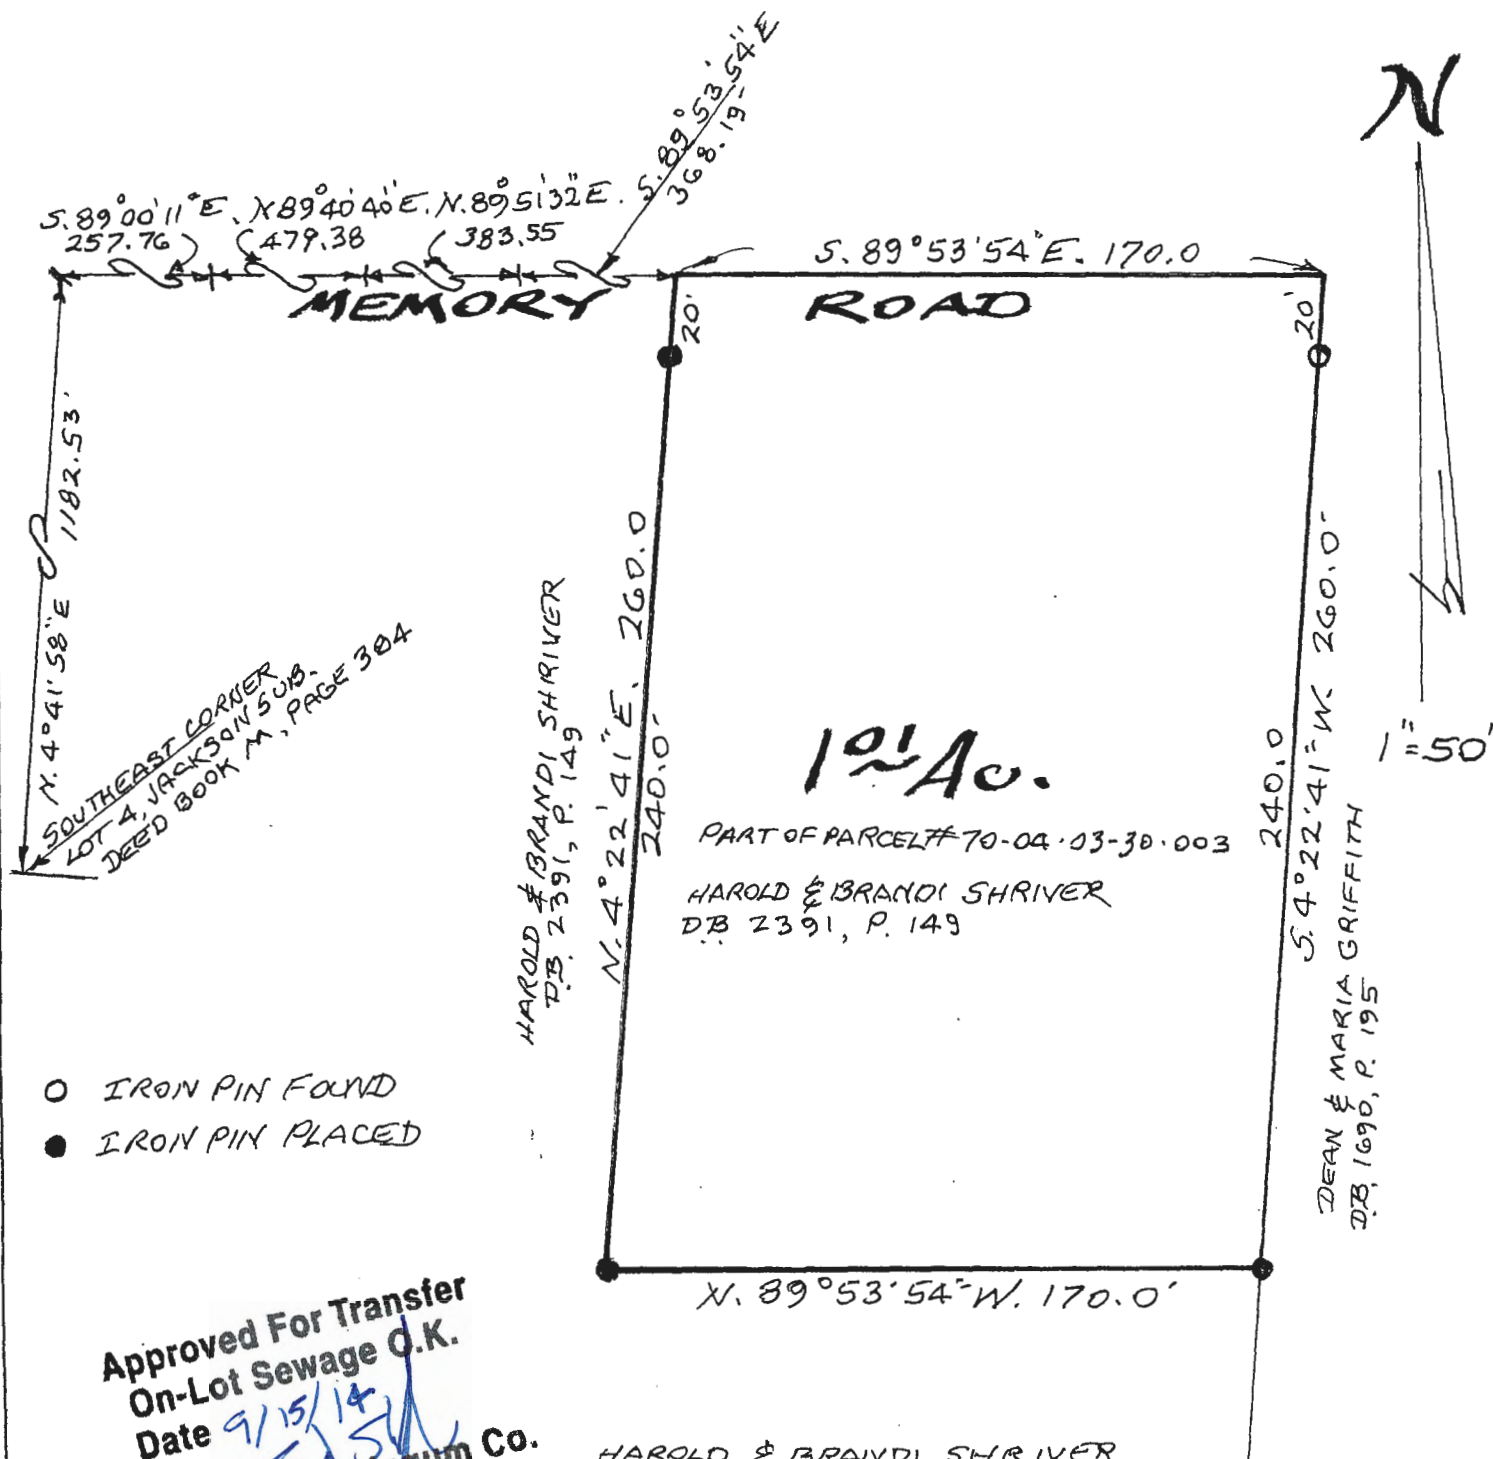 S. 89°53'54"E
368.19-
N
S. 89°00'11"E. N89°40'40"E. N.89°51'32"E.
257.76 479.38 383.55
S. 89°53'54"E. 170.0
MEMORY ROAD
20'
20'
N. 4°41'58"E 1182.53'
SOUTHEAST CORNER
LOT 4, JACKSON SUB.
DEED BOOK M, PAGE 384
HAROLD & BRANDI SHRIVER
D.B. 2391, P. 149
N. 4°22'41"E. 260.0
240.0'
1 01 Ac.
PART OF PARCEL# 70-04-03-30-003
HAROLD & BRANDI SHRIVER
DB 2391, P. 149
240.0
S. 4°22'41"W. 260.0'
DEAN & MARIA GRIFFITH
D.B. 1690, P. 195
1"=50'
O IRON PIN FOUND
● IRON PIN PLACED
N. 89°53'54"W. 170.0'
Approved For Transfer
On-Lot Sewage O.K.
Date 9/15/14
Co.
HAROLD & BRANDI SHRIVER